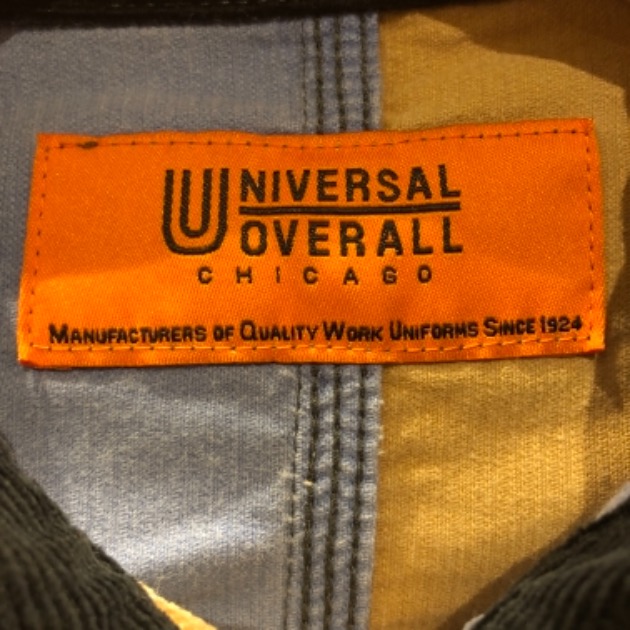 UNIVERSAL
OVERALL
CHiCAGO
MANUFACTURERS OF QUALITY WORK UNIFORMS SINCE 1924